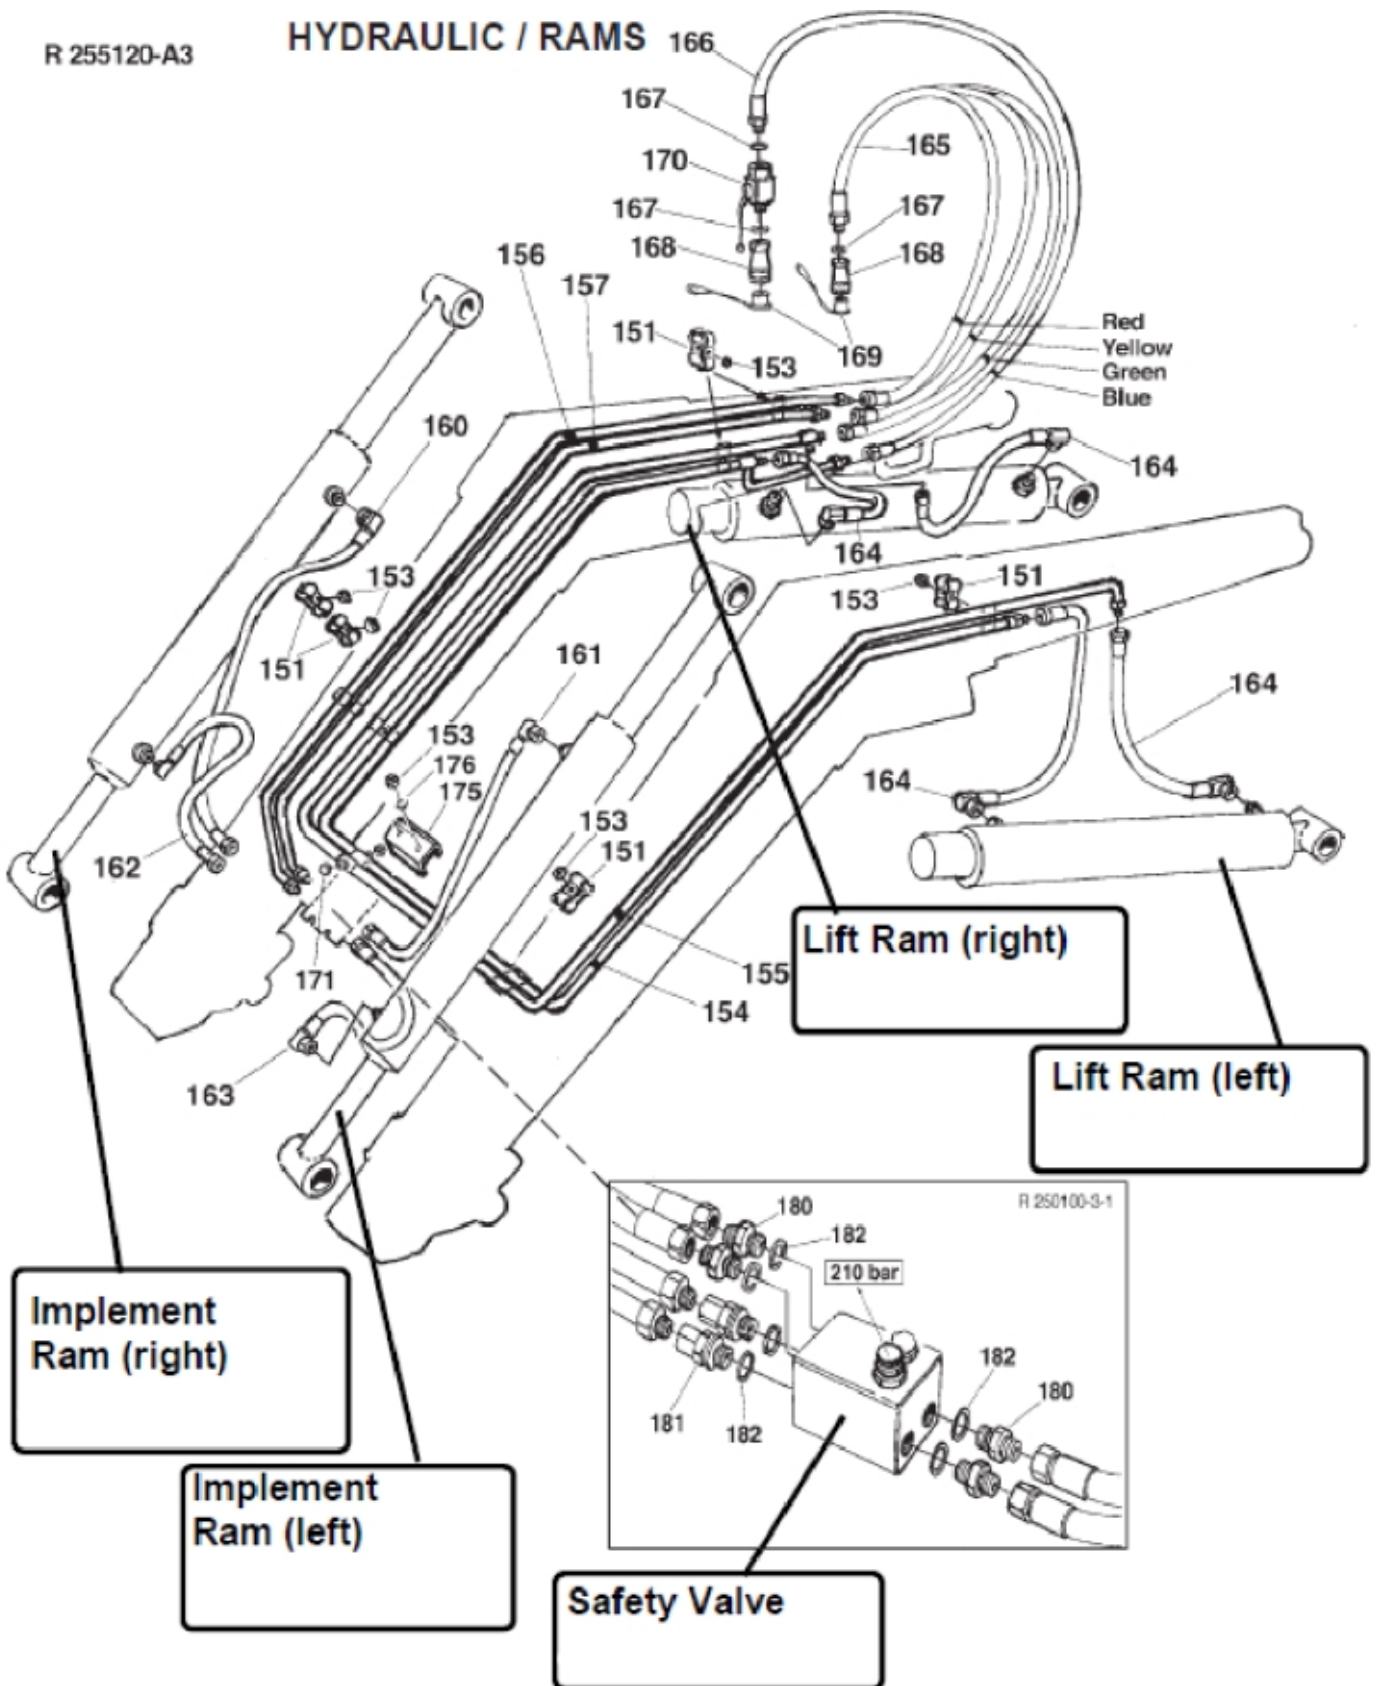 HYDRAULIC / RAMS
R 255120-A3
166
167
170
165
167
167
168
168
156
157
151
153
169
Red
Yellow
Green
Blue
160
164
164
153
151
153
151
161
164
153
176
175
164
153
151
162
Lift Ram (right)
171
155
154
163
Lift Ram (left)
R 250100-3-1
180
182
210 bar
182
180
181
182
Implement
Ram (right)
Implement
Ram (left)
Safety Valve